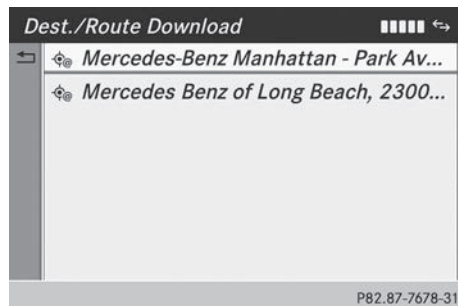 Dest./Route Download
Mercedes-Benz Manhattan - Park Av...
Mercedes Benz of Long Beach, 2300...
P82.87-7678-31